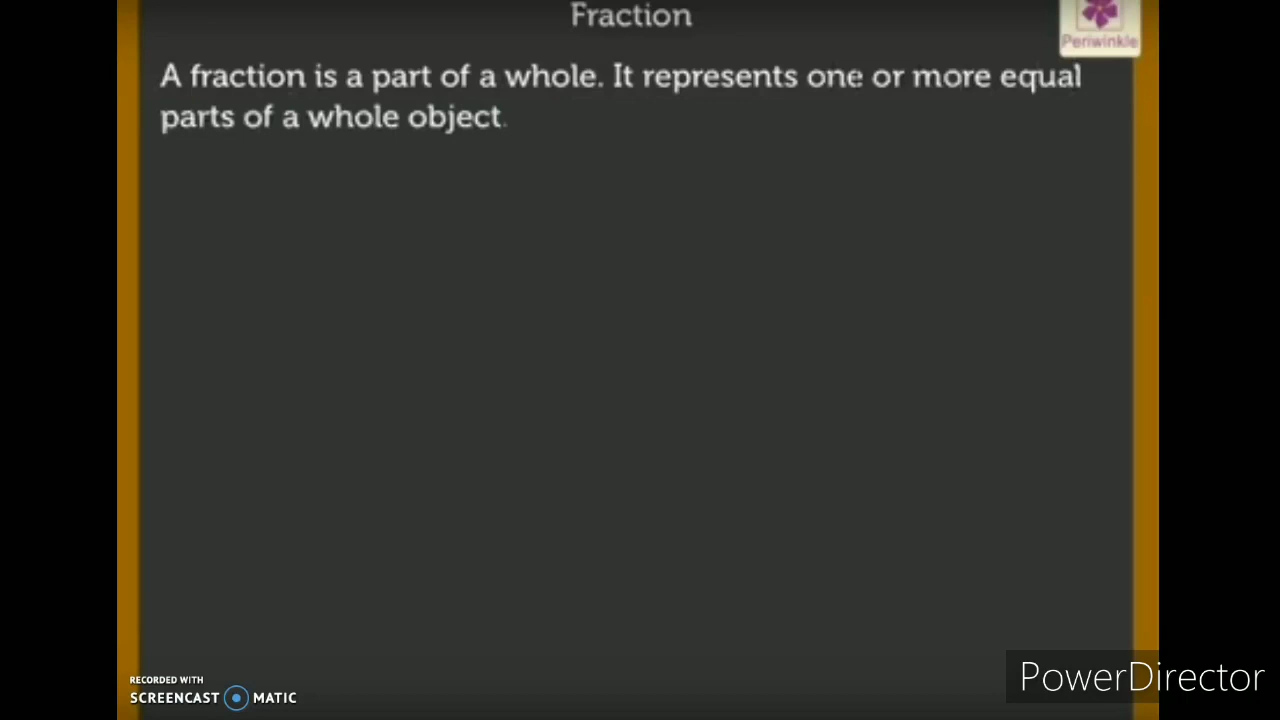 Fraction
Periwinkle
A fraction is a part of a whole. It represents one or more equal
parts of a whole object.
RECORDED WITH
SCREENCAST MATIC
PowerDirector